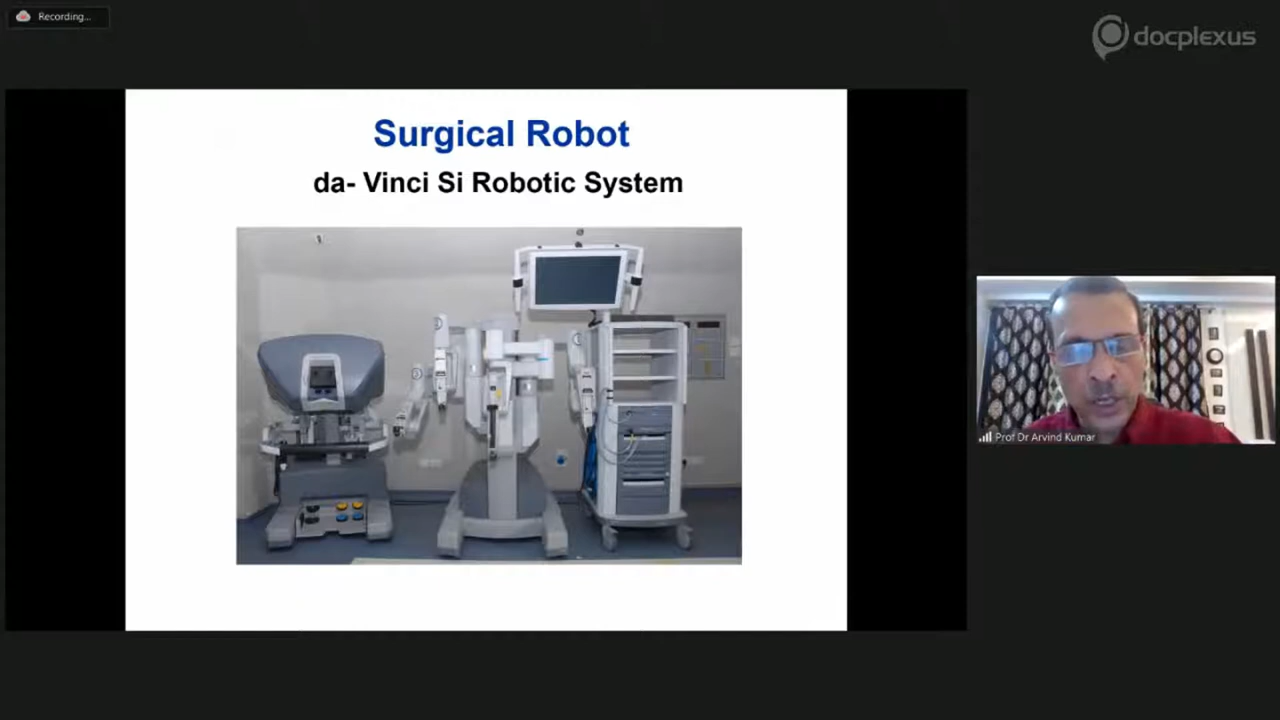 Recording...
docplexus
Surgical Robot
da- Vinci Si Robotic System
Prof Dr Arvind Kumar